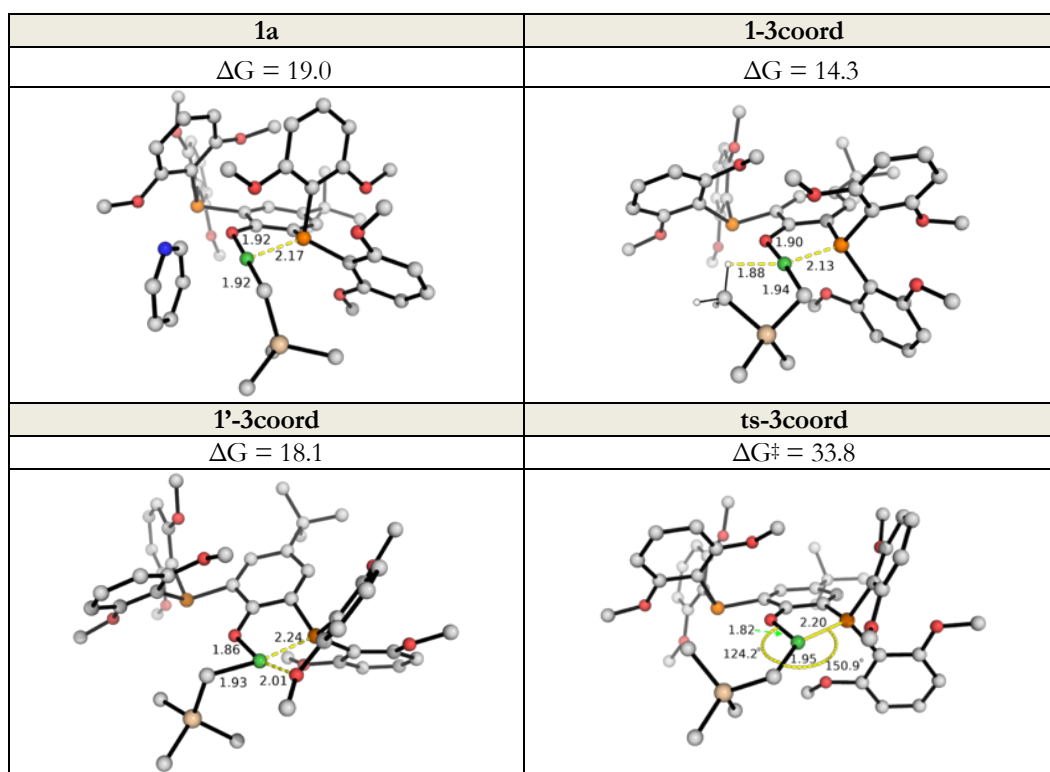 1a
1-3coord
ΔG = 19.0
ΔG = 14.3
1.92
2.17
1.92
1.90
1.88
2.13
1.94
1’-3coord
ts-3coord
ΔG = 18.1
ΔG‡ = 33.8
1.86
2.24
1.93
2.01
1.82
2.20
124.2°
1.95
150.9°